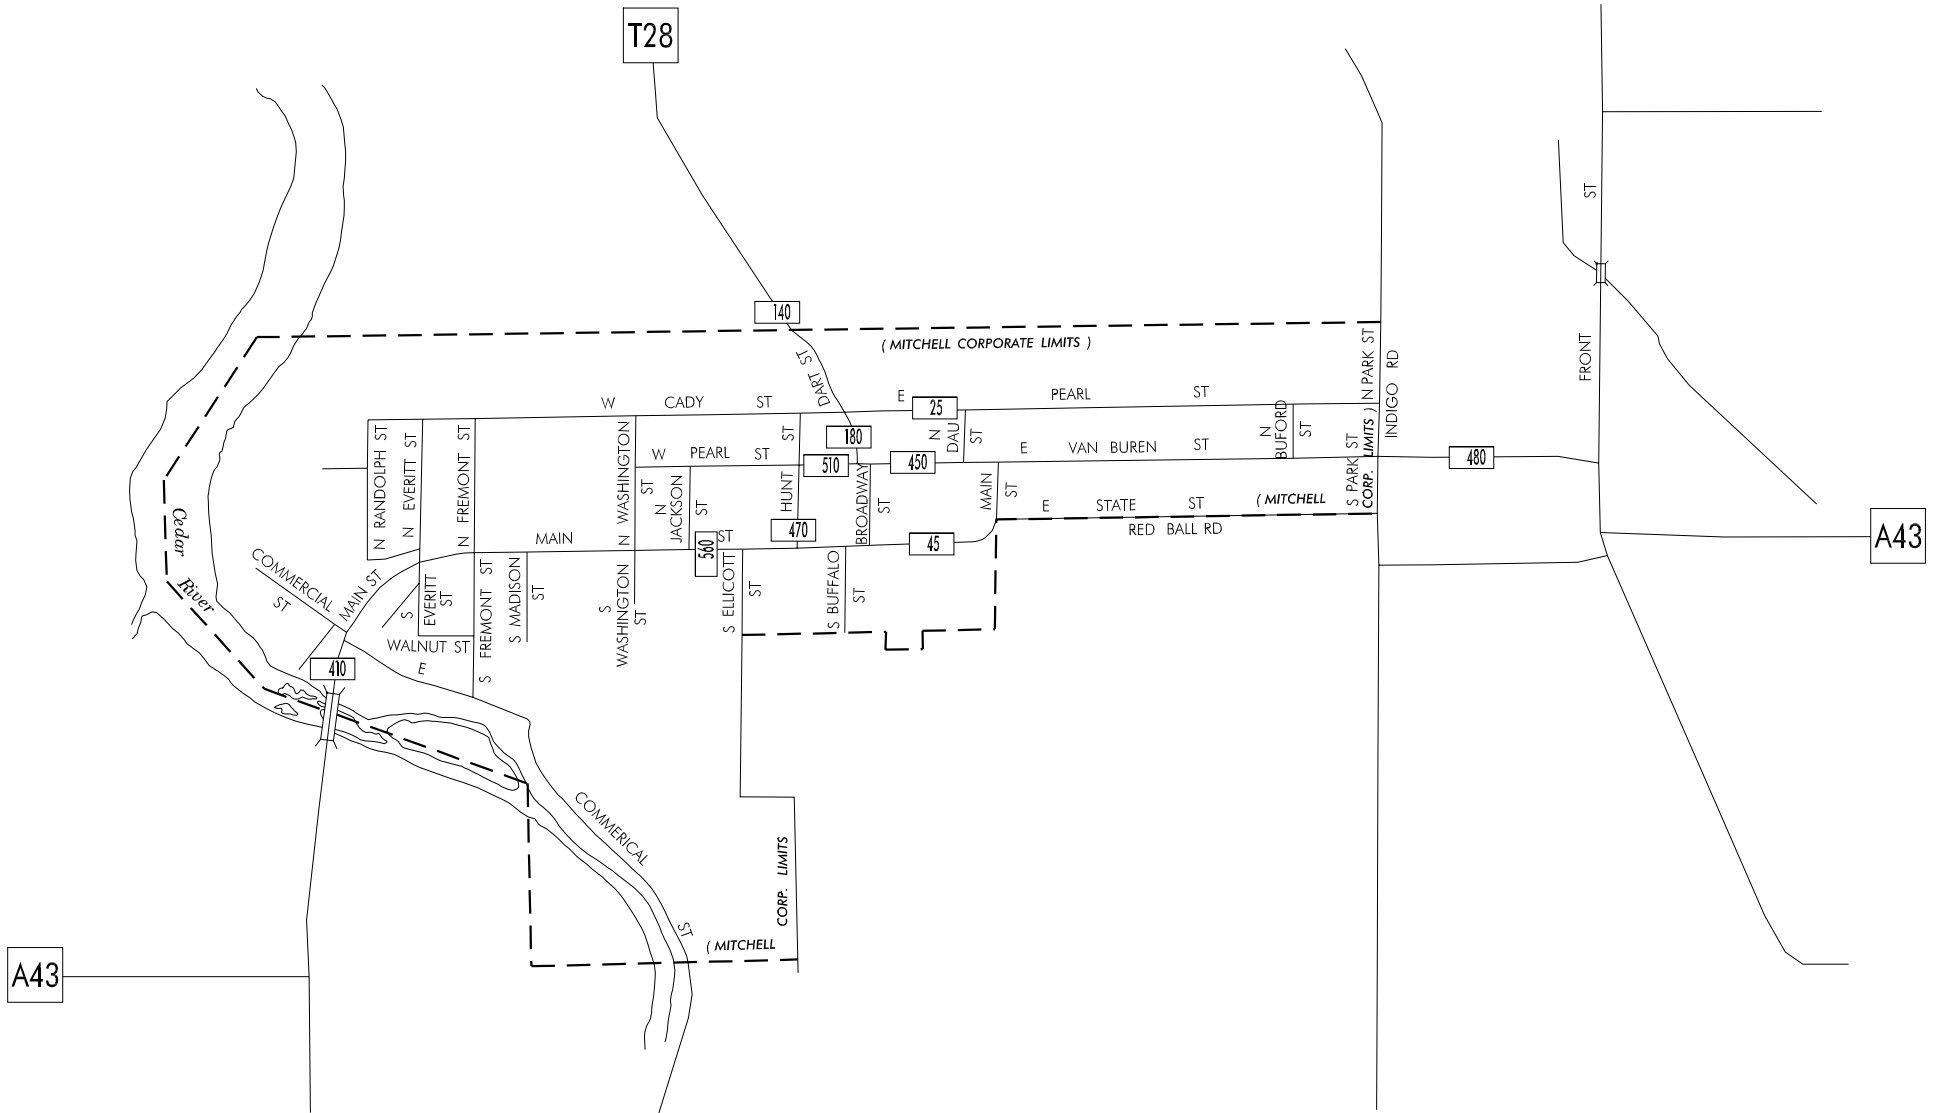 T28
140
( MITCHELL CORPORATE LIMITS )
DART ST
W CADY ST
E PEARL ST
25
N PARK ST
INDIGO RD
FRONT ST
180
W PEARL ST
510
450
E VAN BUREN ST
480
N RANDOLPH ST
N EVERITT ST
N FREMONT ST
N WASHINGTON ST
N JACKSON ST
HUNT ST
BROADWAY ST
N DAU ST
MAIN ST
N BUFORD ST
S PARK ST
( MITCHELL CORP. LIMITS )
E STATE ST
RED BALL RD
470
45
560
MAIN ST
Cedar River
COMMERCIAL ST
MAIN ST
S EVERITT ST
S FREMONT ST
S MADISON ST
S WASHINGTON ST
S ELLICOTT ST
S BUFFALO ST
WALNUT ST
410
E COMMERICAL ST
( MITCHELL CORP. LIMITS
A43
A43